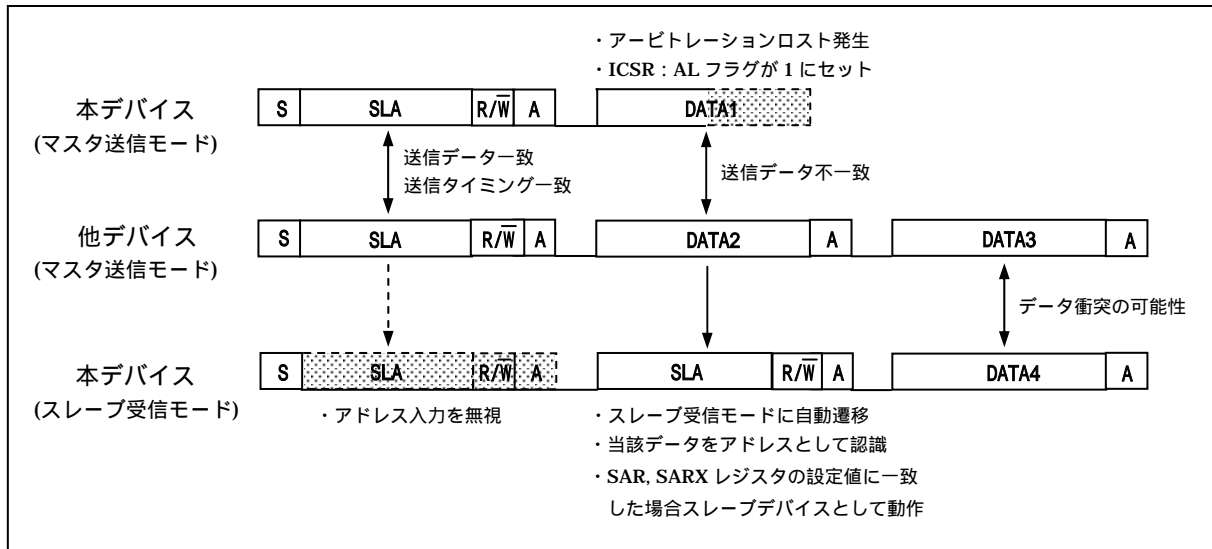 ・アービトレーションロスト発生
・ICSR：AL フラグが 1 にセット
本デバイス
(マスタ送信モード)
S SLA R/W̅ A DATA1
送信データ一致
送信タイミング一致
送信データ不一致
他デバイス
(マスタ送信モード)
S SLA R/W̅ A DATA2 A DATA3 A
データ衝突の可能性
本デバイス
(スレーブ受信モード)
S SLA R/W̅ A SLA R/W̅ A DATA4 A
・アドレス入力を無視
・スレーブ受信モードに自動遷移
・当該データをアドレスとして認識
・SAR, SARX レジスタの設定値に一致
した場合スレーブデバイスとして動作